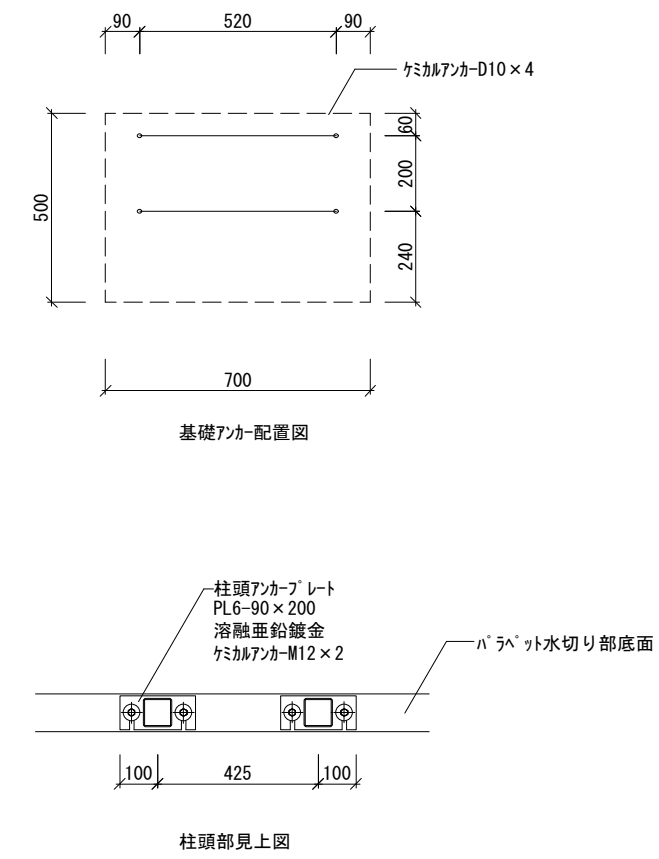 90 520 90
ｹﾐｶﾙｱﾝｶｰD10×4
60
200
500
240
700
基礎ｱﾝｶｰ配置図
柱頭ｱﾝｶｰﾌﾟﾚｰﾄ
PL6-90×200
溶融亜鉛鍍金
ｹﾐｶﾙｱﾝｶｰM12×2
ﾊﾟﾗﾍﾟｯﾄ水切り部底面
100 425 100
柱頭部見上図